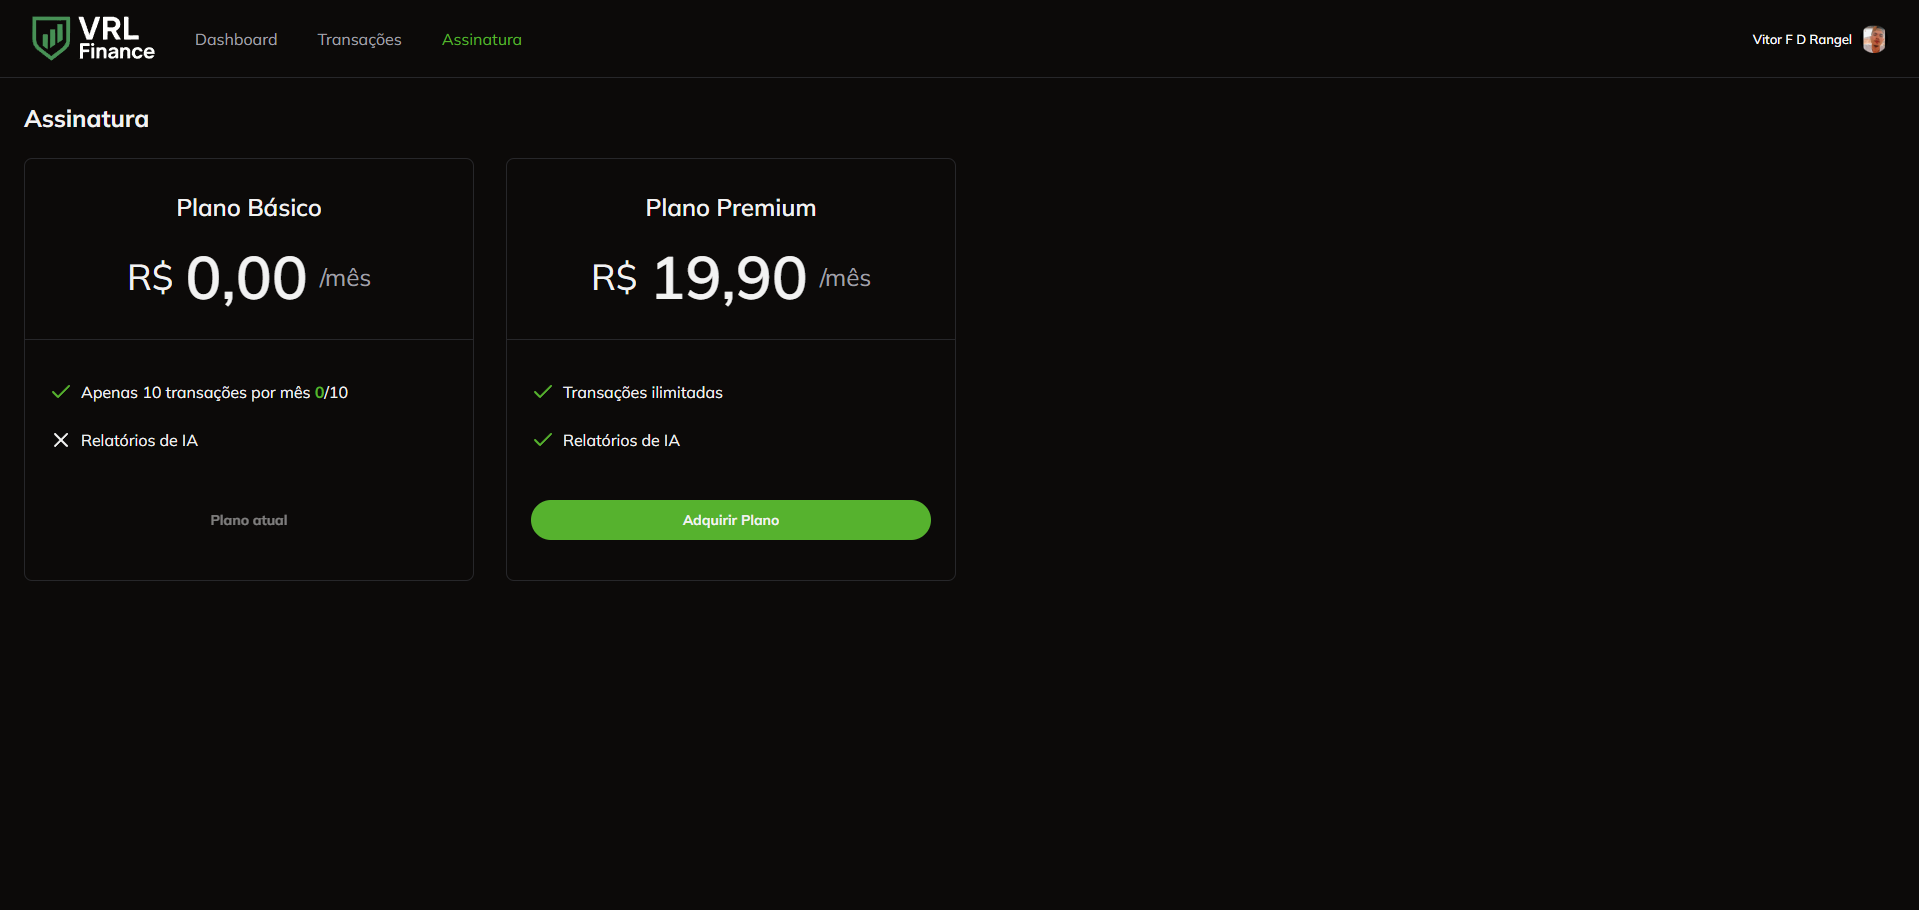 VRL
Finance
Dashboard
Transações
Assinatura
Vitor F D Rangel
Assinatura
Plano Básico
R$ 0,00 /mês
Apenas 10 transações por mês 0/10
Relatórios de IA
Plano atual
Plano Premium
R$ 19,90 /mês
Transações ilimitadas
Relatórios de IA
Adquirir Plano